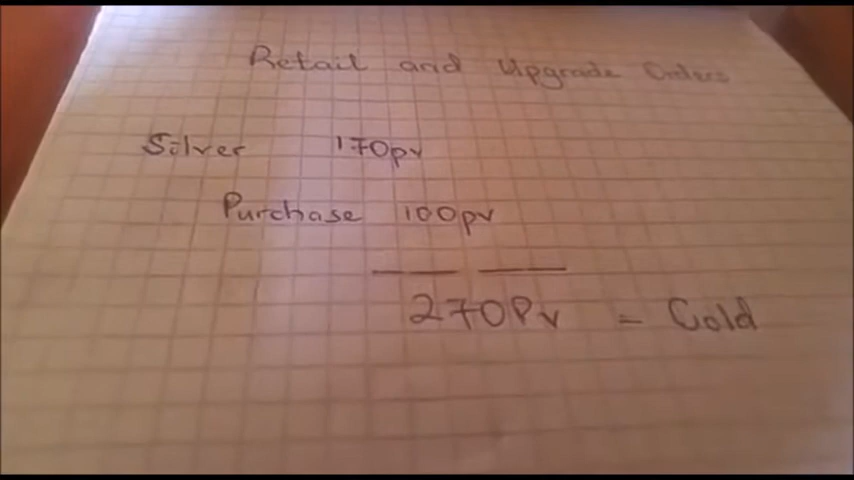 Retail and Upgrade Orders
Silver 170pv
Purchase 100pv
270Pv = Gold